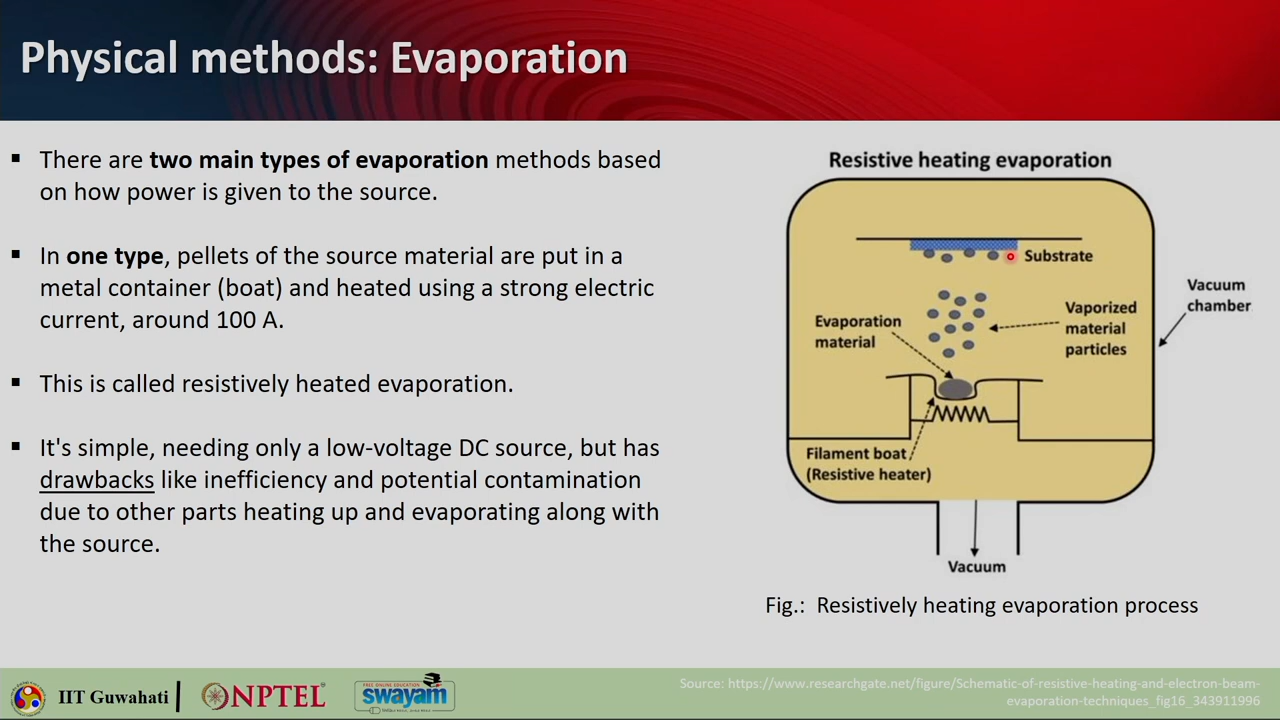 Physical methods: Evaporation
▪ There are two main types of evaporation methods based
on how power is given to the source.
▪ In one type, pellets of the source material are put in a
metal container (boat) and heated using a strong electric
current, around 100 A.
▪ This is called resistively heated evaporation.
▪ It's simple, needing only a low-voltage DC source, but has
drawbacks like inefficiency and potential contamination
due to other parts heating up and evaporating along with
the source.
Resistive heating evaporation
Substrate
Vacuum
chamber
Evaporation
material
Vaporized
material
particles
Filament boat
(Resistive heater)
Vacuum
Fig.: Resistively heating evaporation process
IIT Guwahati
NPTEL
FREE ONLINE EDUCATION
swayam
Source: https://www.researchgate.net/figure/Schematic-of-resistive-heating-and-electron-beam-
evaporation-techniques_fig16_343911996